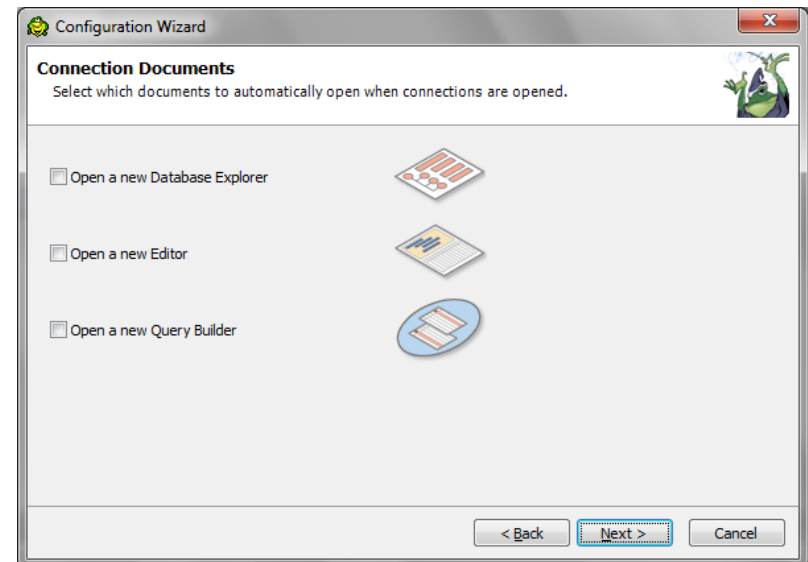 Configuration Wizard
Connection Documents
Select which documents to automatically open when connections are opened.
Open a new Database Explorer
Open a new Editor
Open a new Query Builder
< Back Next > Cancel